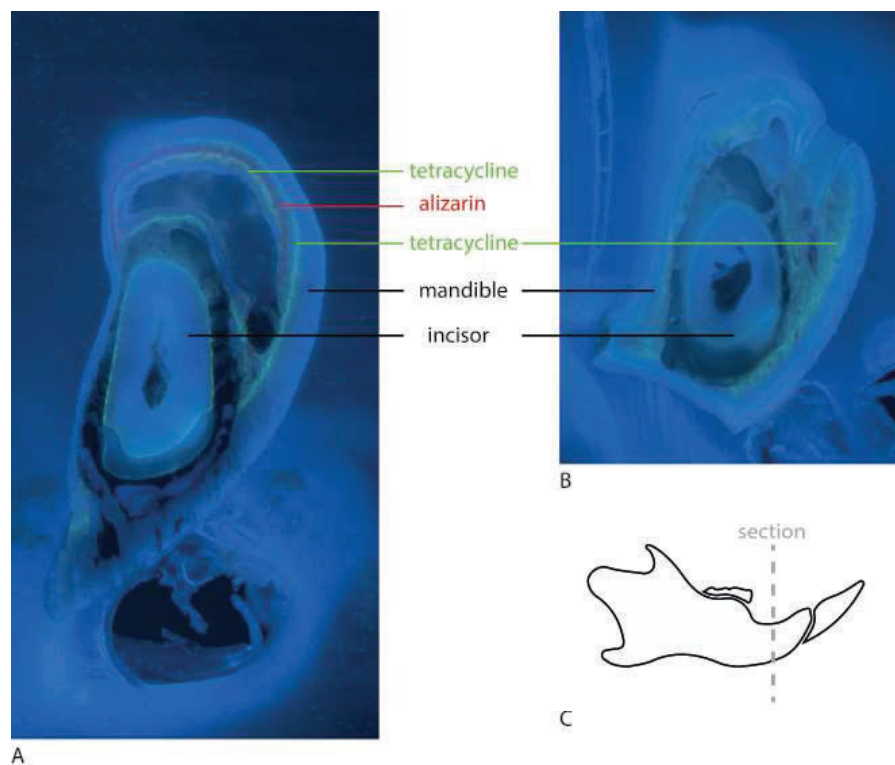 tetracycline
alizarin
tetracycline
mandible
incisor
A
B
section
C